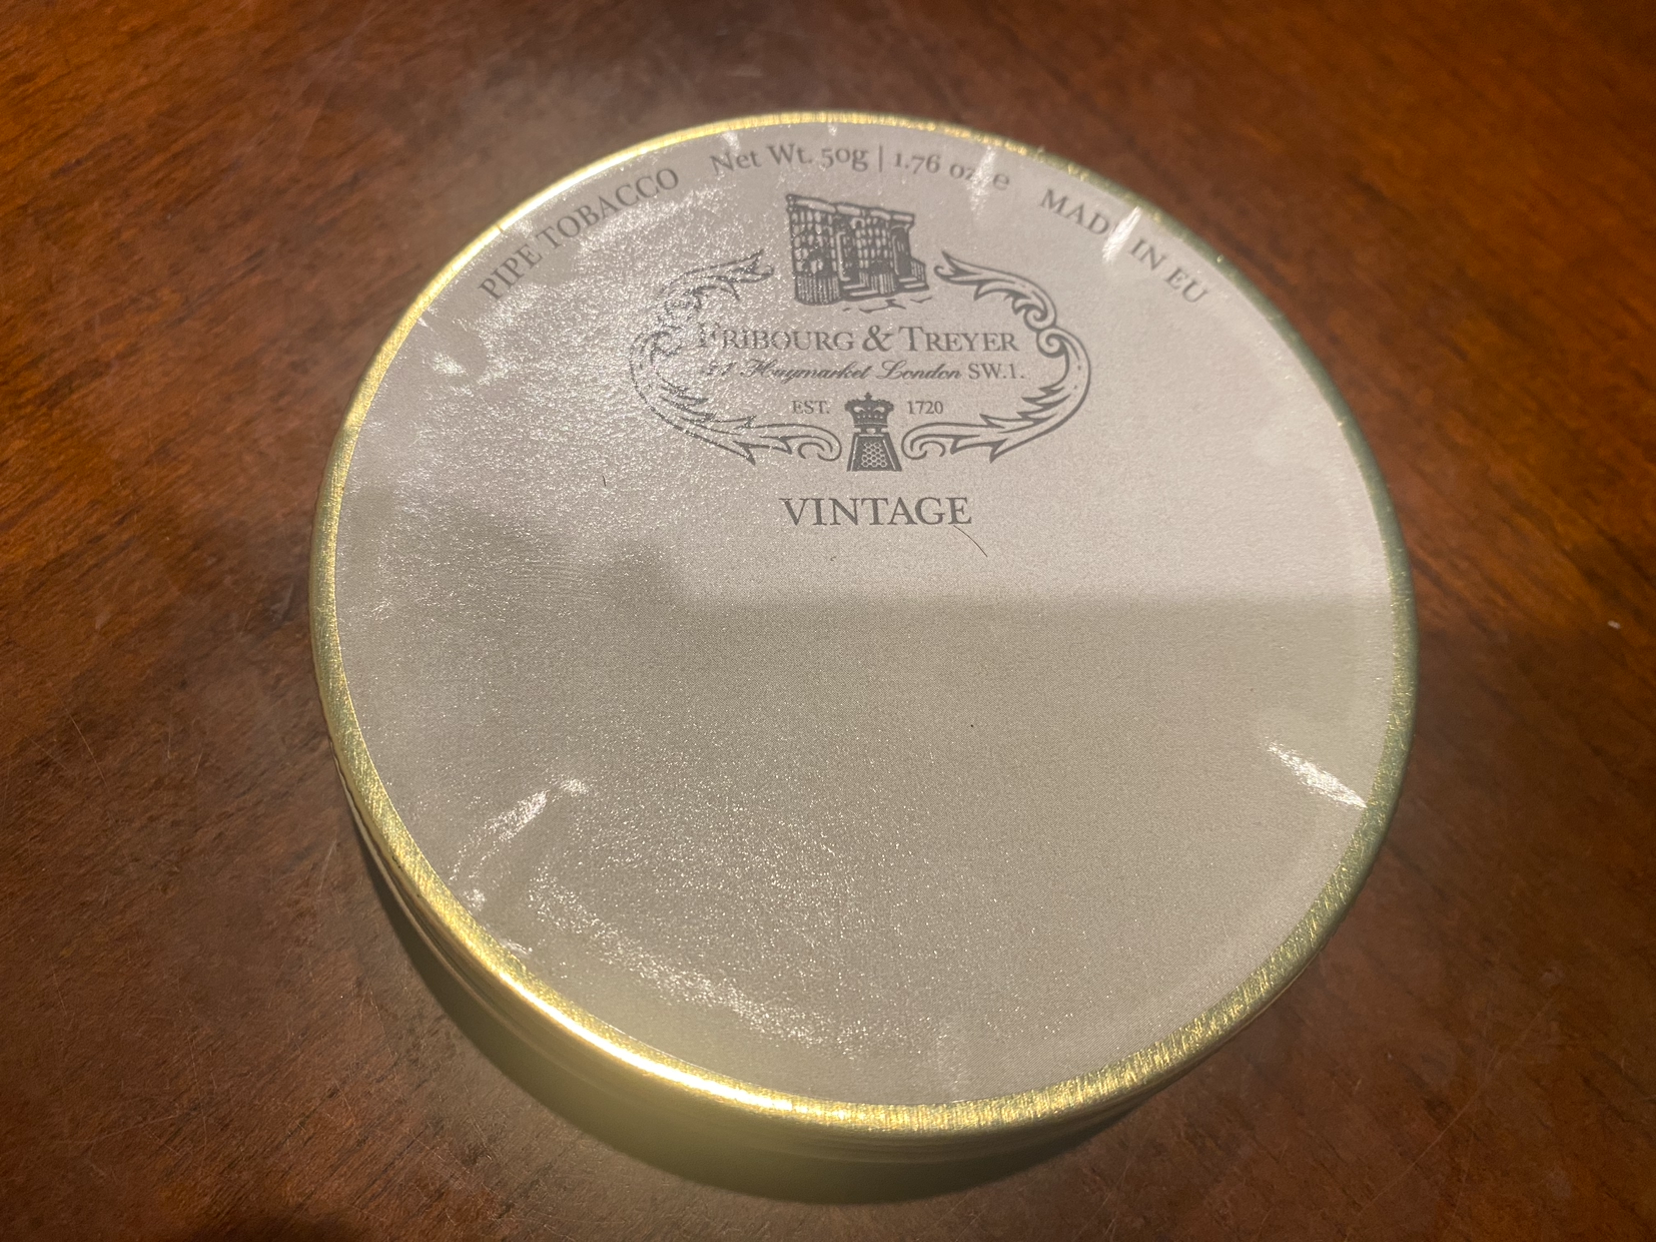 PIPE TOBACCO Net Wt. 50g | 1.76 oz e MADE IN EU
FRIBOURG & TREYER
Haymarket London SW.1.
EST. 1720
VINTAGE